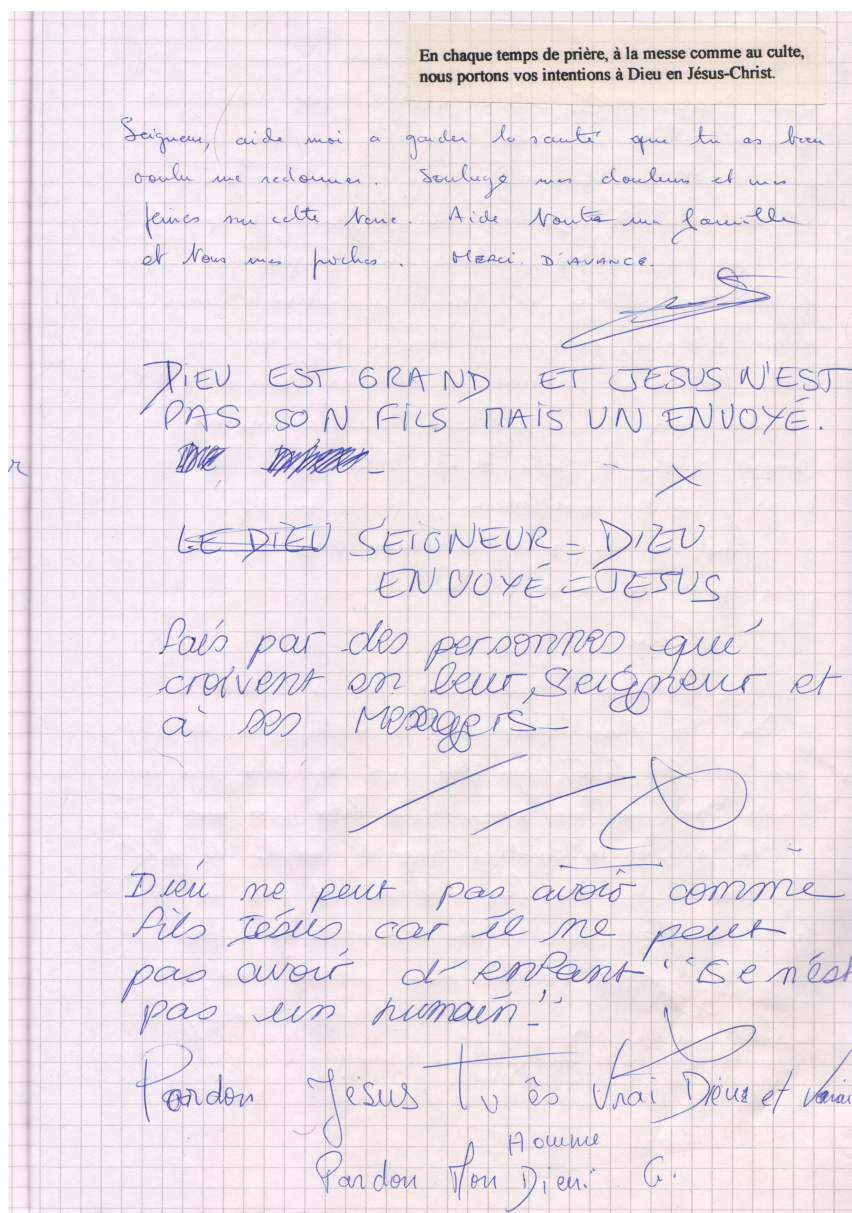 En chaque temps de prière, à la messe comme au culte,
nous portons vos intentions à Dieu en Jésus-Christ.
Seigneur, aide moi a garder la santé que tu as bien
voulu me redonner. Soulage mes douleurs et mes
peines sur cette terre. Aide toute ma famille
et tous mes proches. MERCI. D'AVANCE.
DIEU EST GRAND ET JESUS N'EST
PAS SON FILS MAIS UN ENVOYÉ.
LE DIEU SEIGNEUR = DIEU
ENVOYÉ = JESUS
fais par des personnes qui
croivent en leur, Seigneur et
à ses Messagers
Dieu ne peut pas avoir comme
fils Jésus car il ne peut
pas avoir d'enfant "se n'est
pas un humain"
Pardon Jésus Tu ès Vrai Dieu et Vrai
Homme
Pardon Mon Dieu. G.